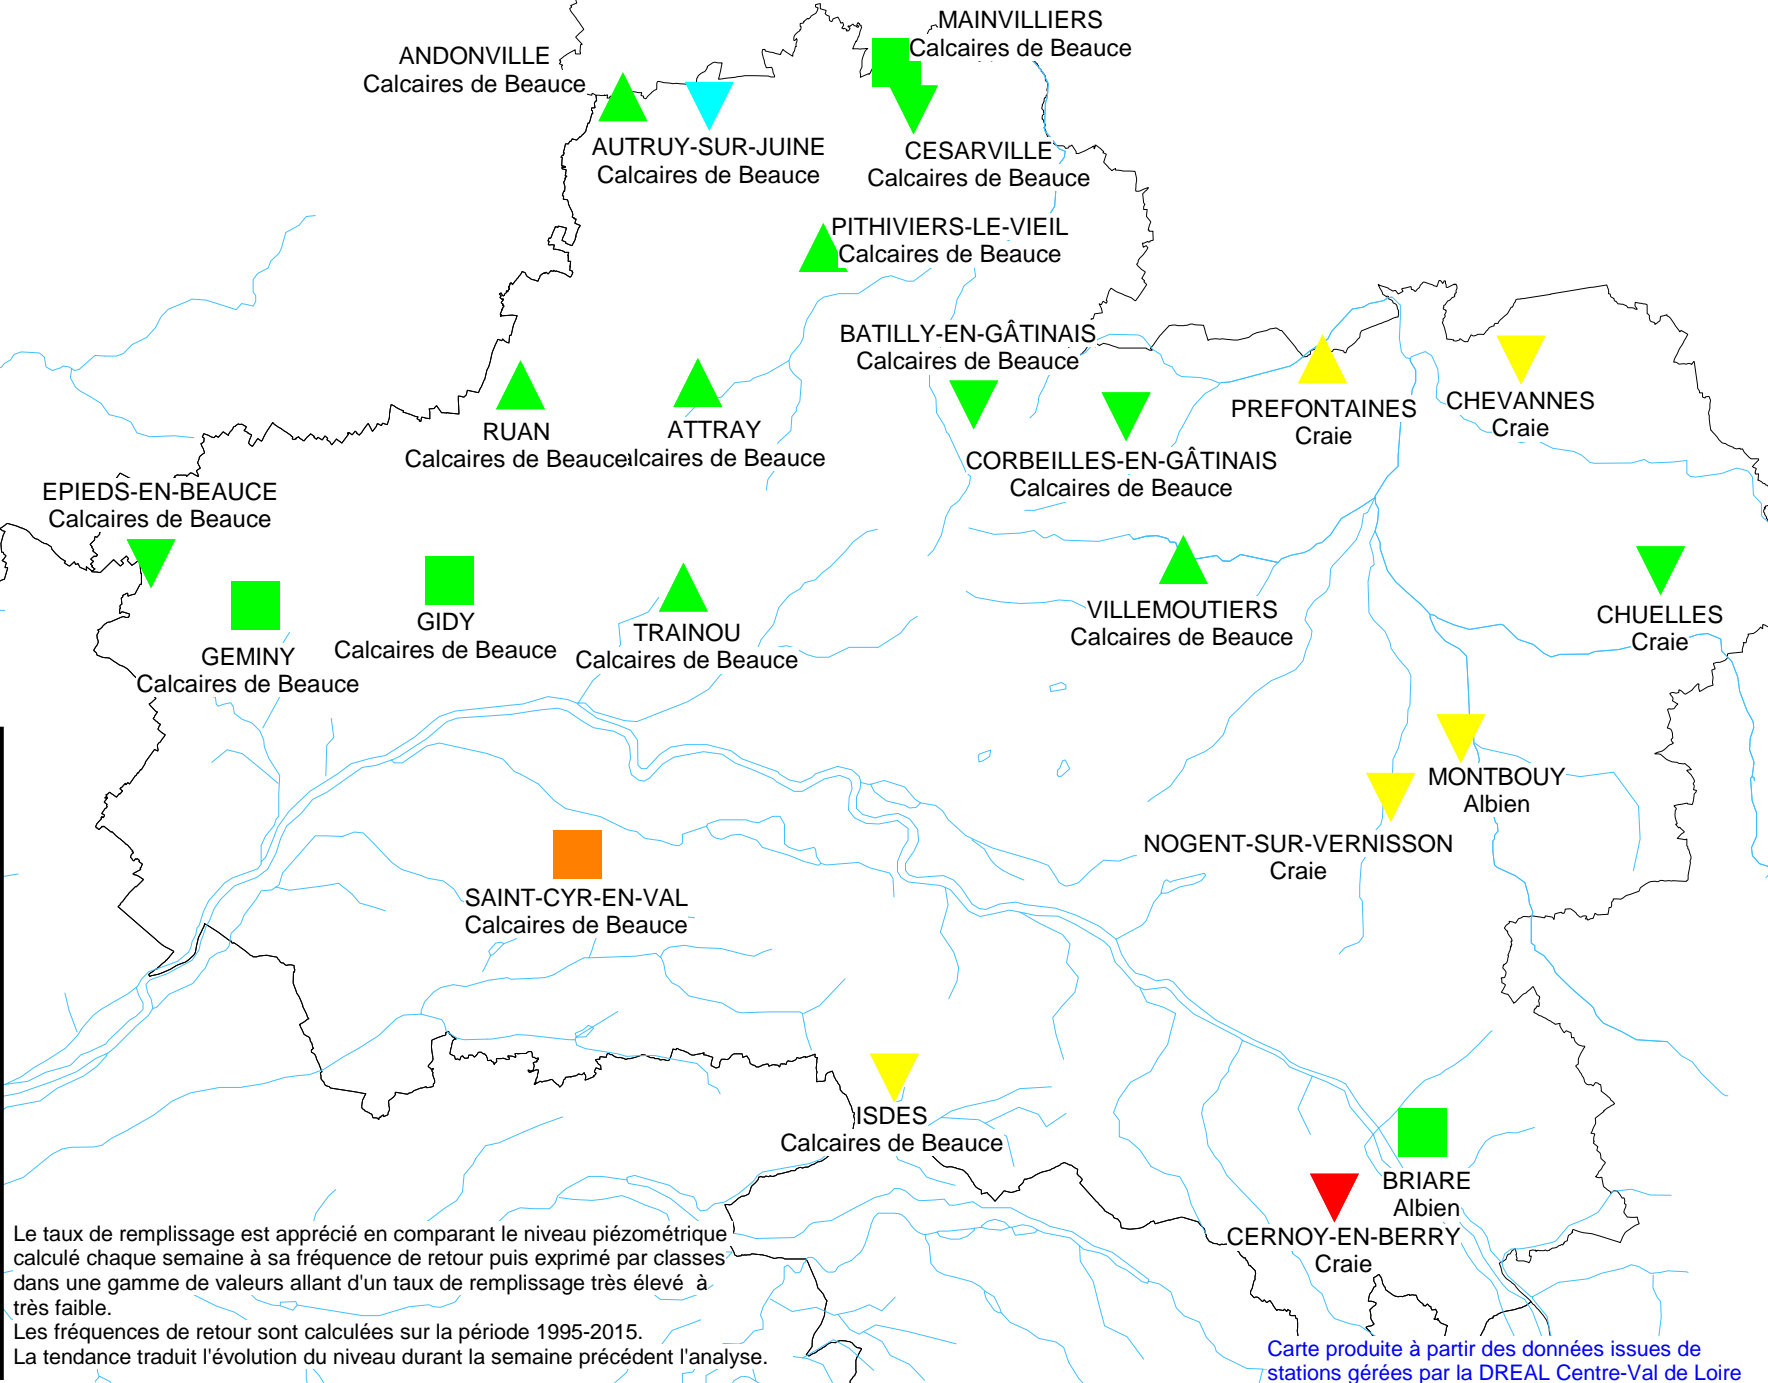 MAINVILLIERS
Calcaires de Beauce
ANDONVILLE
Calcaires de Beauce
AUTRUY-SUR-JUINE
Calcaires de Beauce
CESARVILLE
Calcaires de Beauce
PITHIVIERS-LE-VIEIL
Calcaires de Beauce
BATILLY-EN-GÂTINAIS
Calcaires de Beauce
PREFONTAINES
Craie
CHEVANNES
Craie
RUAN
Calcaires de Beauce
ATTRAY
alcaires de Beauce
CORBEILLES-EN-GÂTINAIS
Calcaires de Beauce
EPIEDS-EN-BEAUCE
Calcaires de Beauce
GEMINY
Calcaires de Beauce
GIDY
Calcaires de Beauce
TRAINOU
Calcaires de Beauce
VILLEMOUTIERS
Calcaires de Beauce
CHUELLES
Craie
MONTBOUY
Albien
NOGENT-SUR-VERNISSON
Craie
SAINT-CYR-EN-VAL
Calcaires de Beauce
ISDES
Calcaires de Beauce
BRIARE
Albien
CERNOY-EN-BERRY
Craie
Le taux de remplissage est apprécié en comparant le niveau piézométrique
calculé chaque semaine à sa fréquence de retour puis exprimé par classes
dans une gamme de valeurs allant d'un taux de remplissage très élevé à
très faible.
Les fréquences de retour sont calculées sur la période 1995-2015.
La tendance traduit l'évolution du niveau durant la semaine précédent l'analyse.
Carte produite à partir des données issues de
stations gérées par la DREAL Centre-Val de Loire